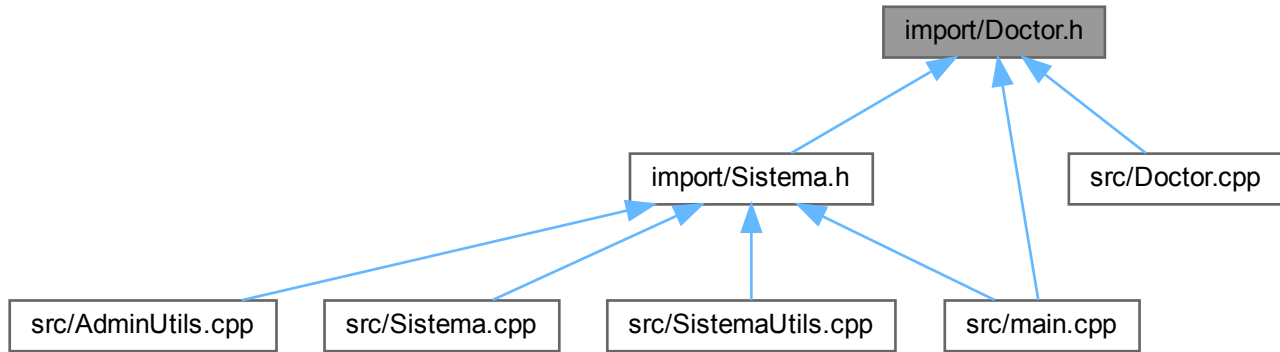 import/Doctor.h
import/Sistema.h
src/Doctor.cpp
src/AdminUtils.cpp
src/Sistema.cpp
src/SistemaUtils.cpp
src/main.cpp